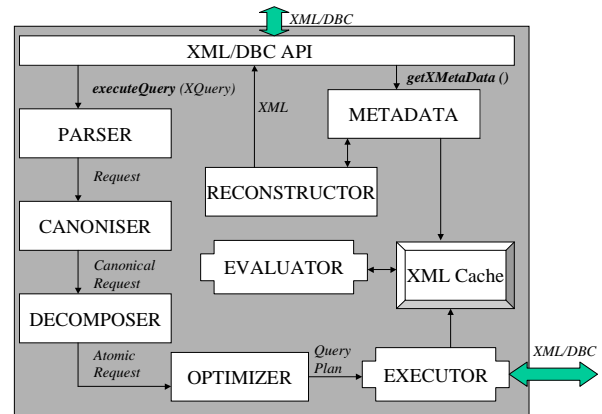 XML/DBC
XML/DBC API
executeQuery (XQuery)
getXMetaData ()
XML
PARSER
METADATA
Request
RECONSTRUCTOR
CANONISER
Canonical
Request
EVALUATOR
XML Cache
DECOMPOSER
Atomic
Request
OPTIMIZER
Query
Plan
EXECUTOR
XML/DBC